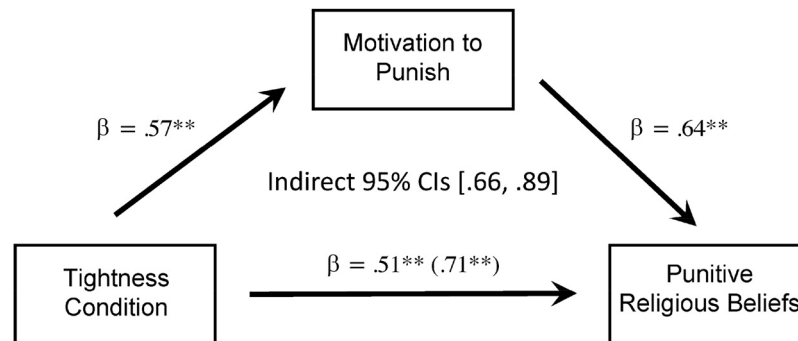 Motivation to
Punish
β = .57**
β = .64**
Indirect 95% CIs [.66, .89]
β = .51** (.71**)
Tightness
Condition
Punitive
Religious Beliefs